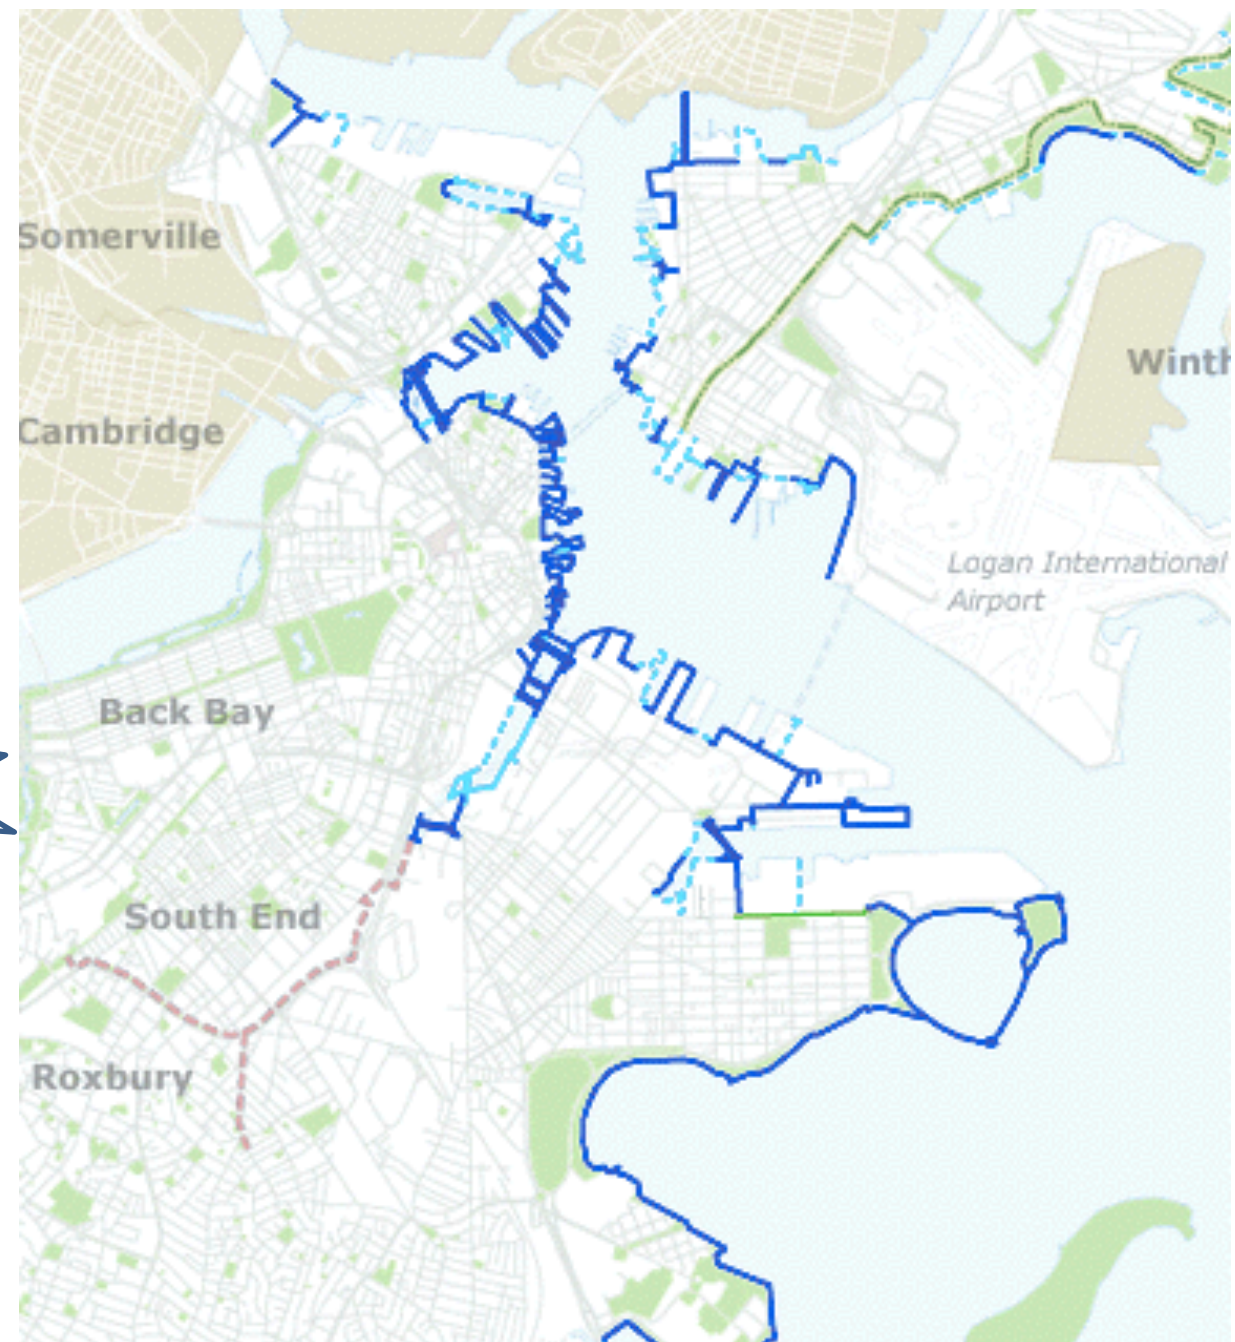 Somerville
Winth
Cambridge
Logan International
Airport
Back Bay
South End
Roxbury